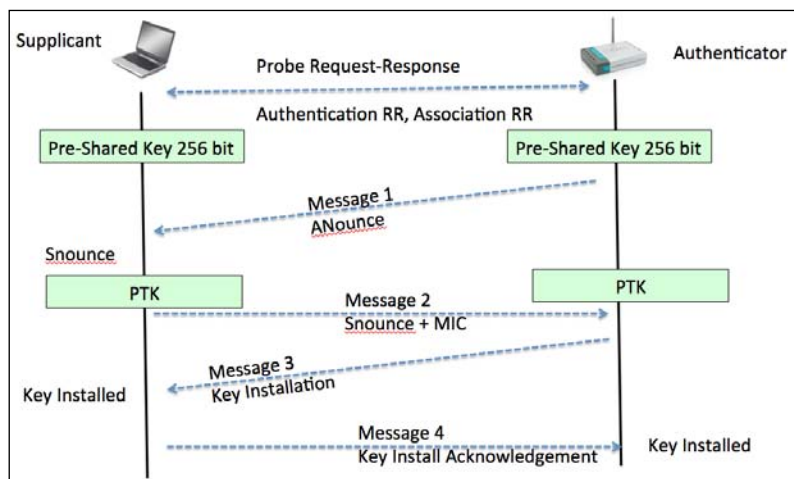 Supplicant
Authenticator
Probe Request-Response
Authentication RR, Association RR
Pre-Shared Key 256 bit
Pre-Shared Key 256 bit
Message 1
ANounce
Snounce
PTK
PTK
Message 2
Snounce + MIC
Message 3
Key Installation
Key Installed
Message 4
Key Install Acknowledgement
Key Installed